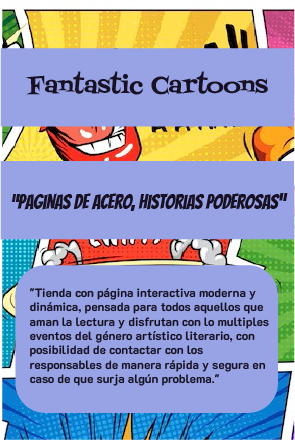 Fantastic Cartoons
"PAGINAS DE ACERO, HISTORIAS PODEROSAS"
"Tienda con página interactiva moderna y
dinámica, pensada para todos aquellos que
aman la lectura y disfrutan con lo multiples
eventos del género artístico literario, con
posibilidad de contactar con los
responsables de manera rápida y segura en
caso de que surja algún problema."